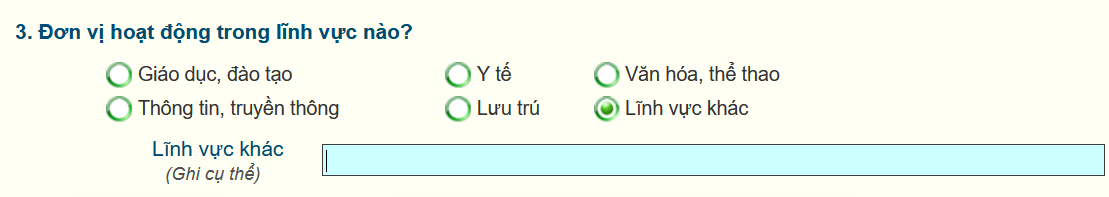 3. Đơn vị hoạt động trong lĩnh vực nào?
Giáo dục, đào tạo Y tế Văn hóa, thể thao
Thông tin, truyền thông Lưu trú Lĩnh vực khác
Lĩnh vực khác
(Ghi cụ thể)